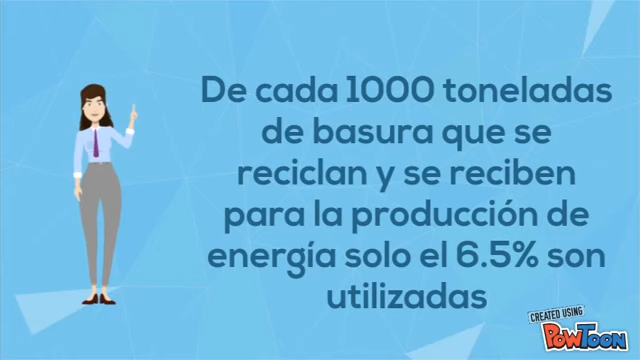 De cada 1000 toneladas
de basura que se
reciclan y se reciben
para la producción de
energía solo el 6.5% son
utilizadas
CREATED USING
POWTOON